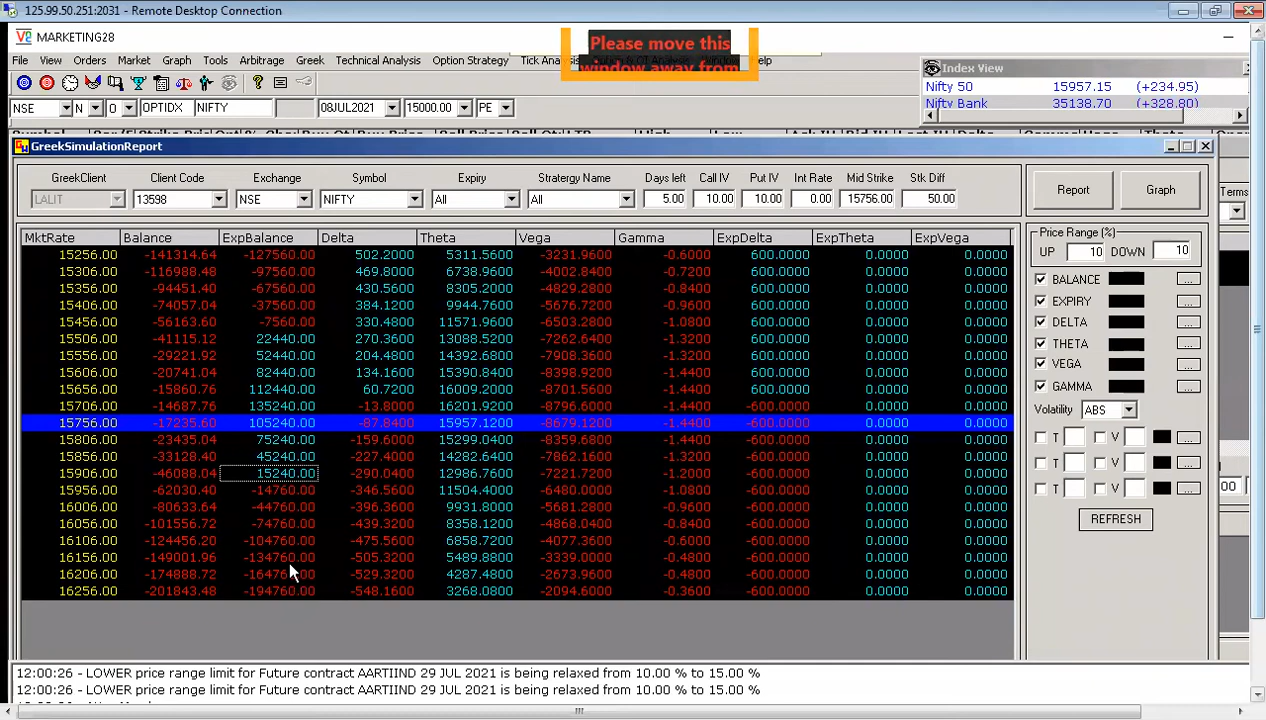 125.99.50.251:2031 - Remote Desktop Connection
MARKETING28
Please move this
window away from
File View Orders Market Graph Tools Arbitrage Greek Technical Analysis Option Strategy Tick Analysis
Index View
Nifty 50 15957.15 (+234.95)
Nifty Bank 35138.70 (+328.80)
NSE N O OPTIDX NIFTY 08JUL2021 15000.00 PE
GreekSimulationReport
GreekClient Client Code Exchange Symbol Expiry Stratergy Name Days left Call IV Put IV Int Rate Mid Strike Stk Diff
LALIT 13598 NSE NIFTY All All 5.00 10.00 10.00 0.00 15756.00 50.00
Report Graph
Terms
MktRate Balance ExpBalance Delta Theta Vega Gamma ExpDelta ExpTheta ExpVega
15256.00 -141314.64 -127560.00 502.2000 5311.5600 -3231.9600 -0.6000 600.0000 0.0000 0.0000
15306.00 -116988.48 -97560.00 469.8000 6738.9600 -4002.8400 -0.7200 600.0000 0.0000 0.0000
15356.00 -94451.40 -67560.00 430.5600 8305.2000 -4829.2800 -0.8400 600.0000 0.0000 0.0000
15406.00 -74057.04 -37560.00 384.1200 9944.7600 -5676.7200 -0.9600 600.0000 0.0000 0.0000
15456.00 -56163.60 -7560.00 330.4800 11571.9600 -6503.2800 -1.0800 600.0000 0.0000 0.0000
15506.00 -41115.12 22440.00 270.3600 13088.5200 -7262.6400 -1.3200 600.0000 0.0000 0.0000
15556.00 -29221.92 52440.00 204.4800 14392.6800 -7908.3600 -1.3200 600.0000 0.0000 0.0000
15606.00 -20741.04 82440.00 134.1600 15390.8400 -8398.9200 -1.4400 600.0000 0.0000 0.0000
15656.00 -15860.76 112440.00 60.7200 16009.2000 -8701.5600 -1.4400 600.0000 0.0000 0.0000
15706.00 -14687.76 135240.00 -13.8000 16201.9200 -8796.6000 -1.4400 -600.0000 0.0000 0.0000
15756.00 -17235.60 105240.00 -87.8400 15957.1200 -8679.1200 -1.4400 -600.0000 0.0000 0.0000
15806.00 -23435.04 75240.00 -159.6000 15299.0400 -8359.6800 -1.4400 -600.0000 0.0000 0.0000
15856.00 -33128.40 45240.00 -227.4000 14282.6400 -7862.1600 -1.3200 -600.0000 0.0000 0.0000
15906.00 -46088.04 15240.00 -290.0400 12986.7600 -7221.7200 -1.2000 -600.0000 0.0000 0.0000
15956.00 -62030.40 -14760.00 -346.5600 11504.4000 -6480.0000 -1.0800 -600.0000 0.0000 0.0000
16006.00 -80633.64 -44760.00 -396.3600 9931.8000 -5681.2800 -0.9600 -600.0000 0.0000 0.0000
16056.00 -101556.72 -74760.00 -439.3200 8358.1200 -4868.0400 -0.8400 -600.0000 0.0000 0.0000
16106.00 -124456.20 -104760.00 -475.5600 6858.7200 -4077.3600 -0.6000 -600.0000 0.0000 0.0000
16156.00 -149001.96 -134760.00 -505.3200 5489.8800 -3339.0000 -0.4800 -600.0000 0.0000 0.0000
16206.00 -174888.72 -529.3200 4287.4800 -2673.9600 -0.4800 -600.0000 0.0000 0.0000
16256.00 -201843.48 -194760.00 -548.1600 3268.0800 -2094.6000 -0.3600 -600.0000 0.0000 0.0000
Price Range (%)
UP 10 DOWN 10
BALANCE ...
EXPIRY ...
DELTA ...
THETA ...
VEGA ...
GAMMA ...
Volatility ABS
T V ...
T V ...
T V ...
REFRESH
12:00:26 - LOWER price range limit for Future contract AARTIIND 29 JUL 2021 is being relaxed from 10.00 % to 15.00 %
12:00:26 - LOWER price range limit for Future contract AARTIIND 29 JUL 2021 is being relaxed from 10.00 % to 15.00 %